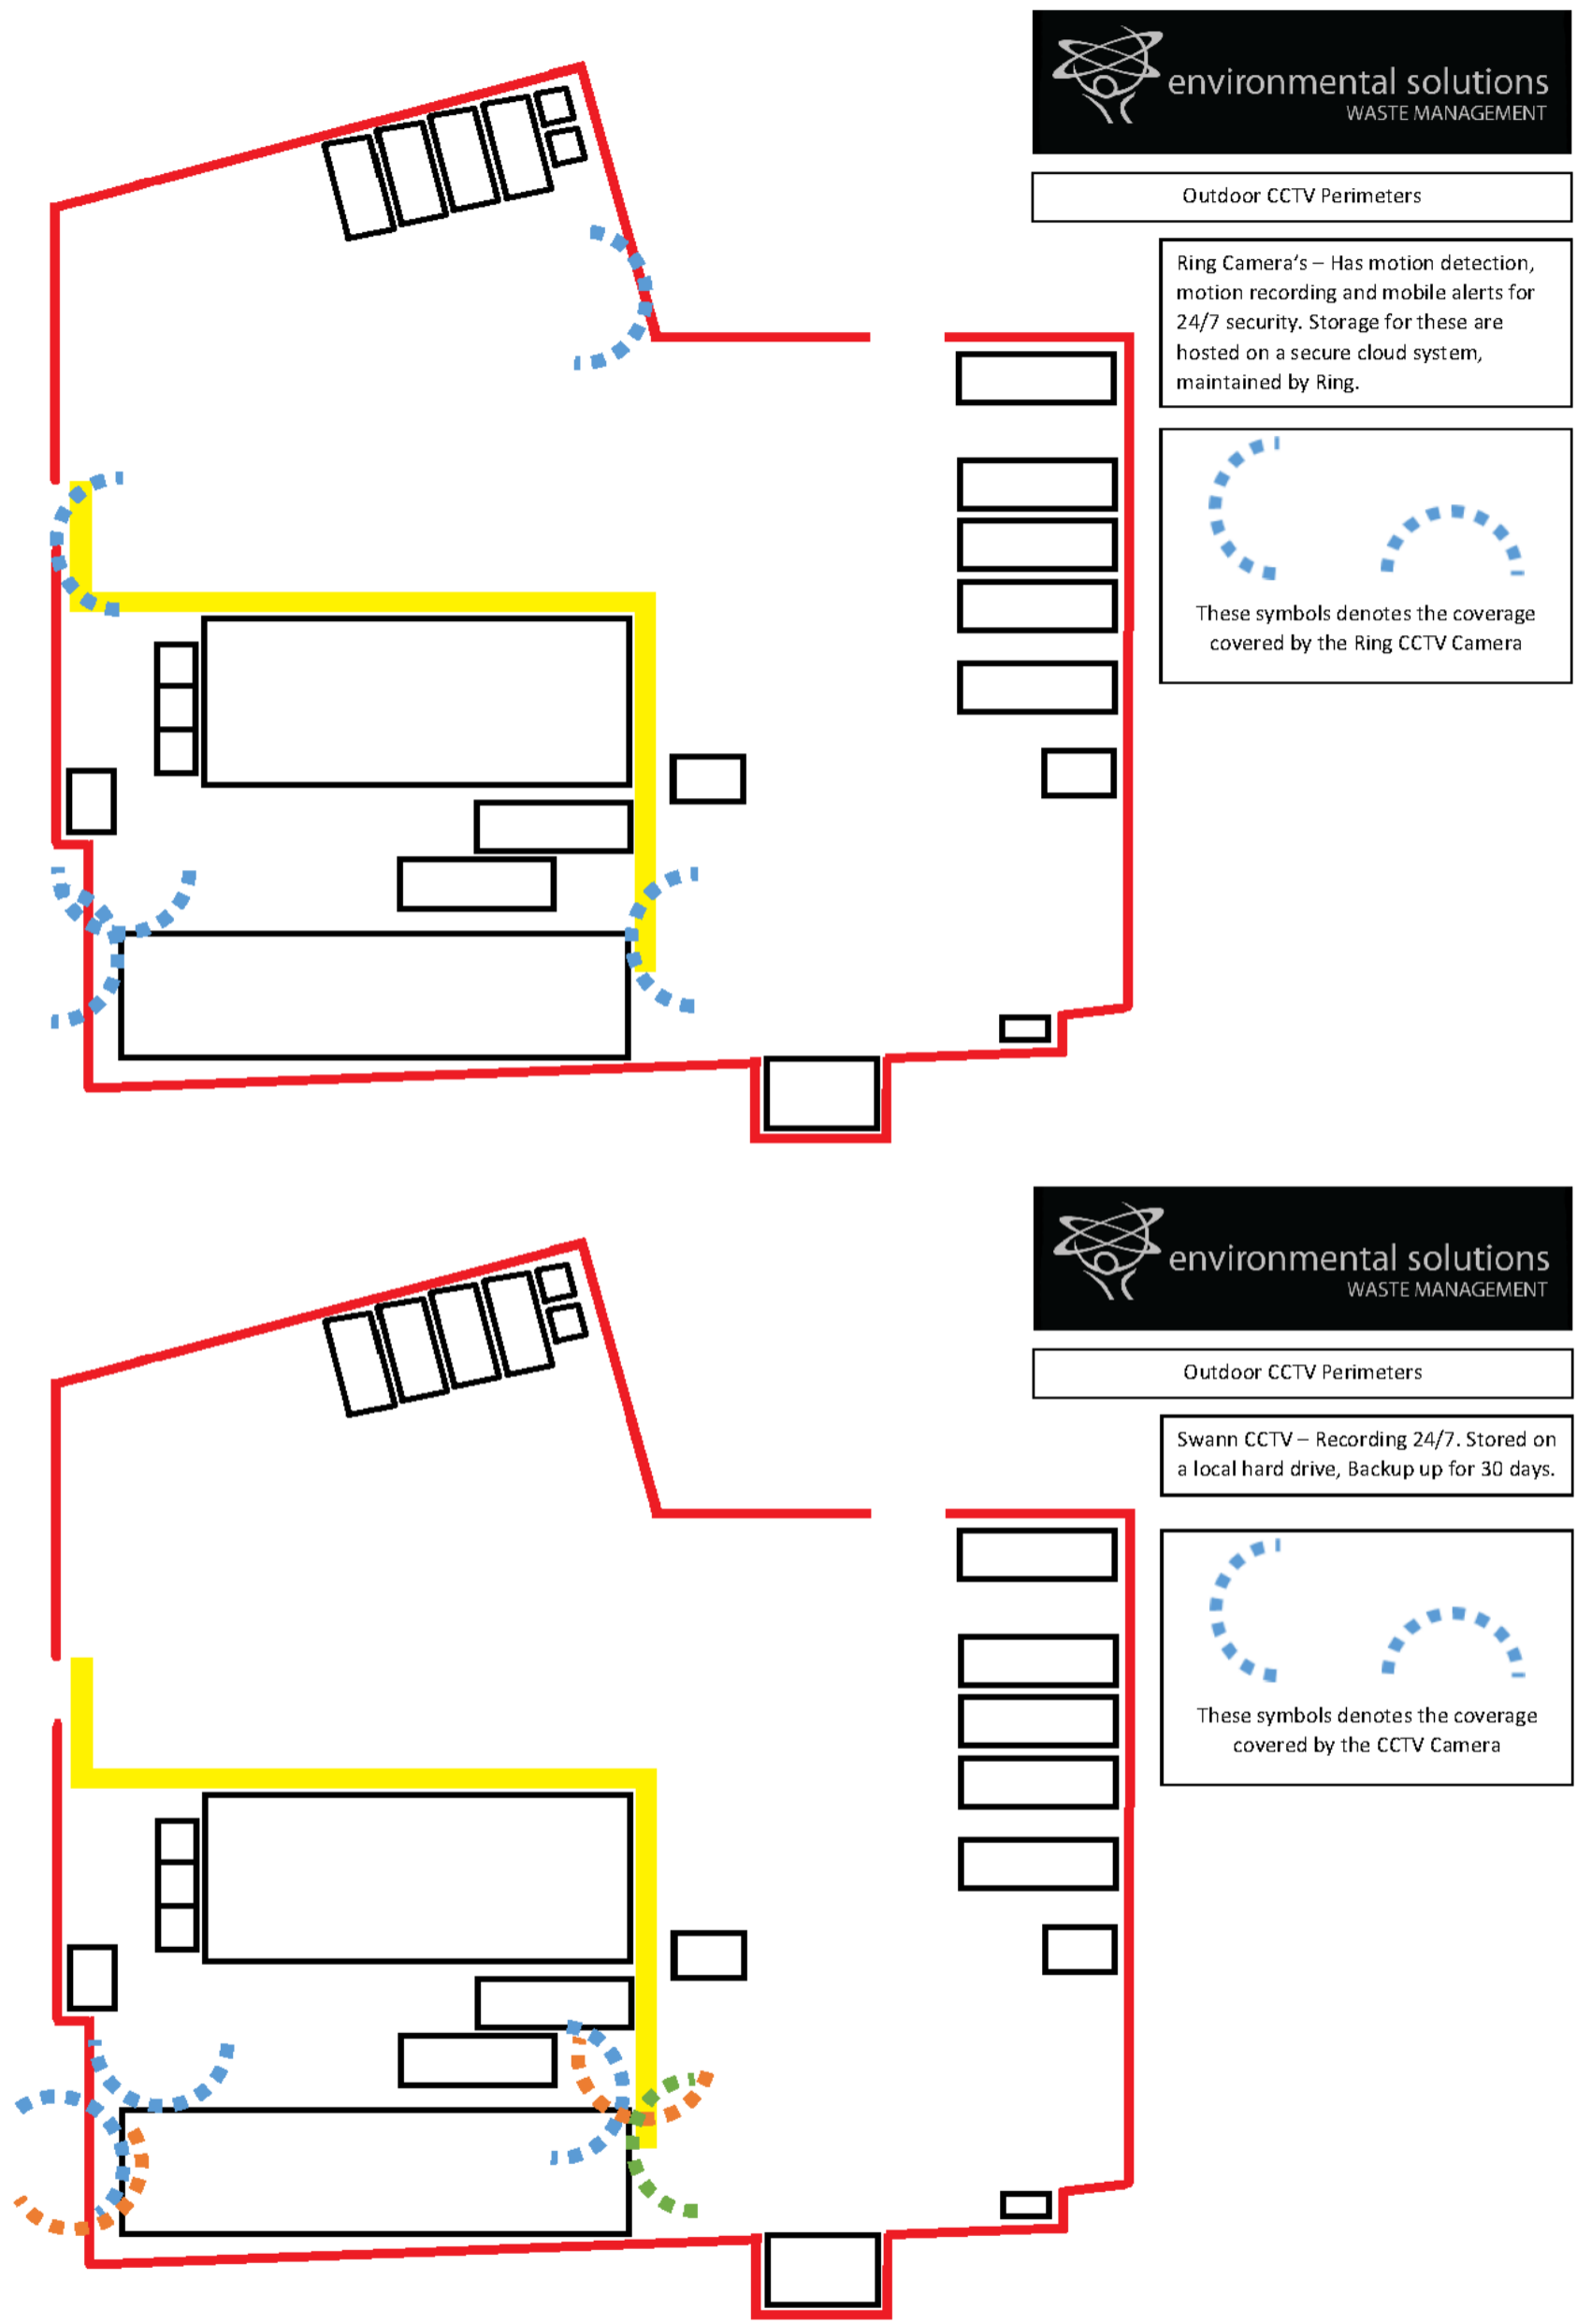 environmental solutions
WASTE MANAGEMENT
Outdoor CCTV Perimeters
Ring Camera's – Has motion detection,
motion recording and mobile alerts for
24/7 security. Storage for these are
hosted on a secure cloud system,
maintained by Ring.
These symbols denotes the coverage
covered by the Ring CCTV Camera
environmental solutions
WASTE MANAGEMENT
Outdoor CCTV Perimeters
Swann CCTV – Recording 24/7. Stored on
a local hard drive, Backup up for 30 days.
These symbols denotes the coverage
covered by the CCTV Camera